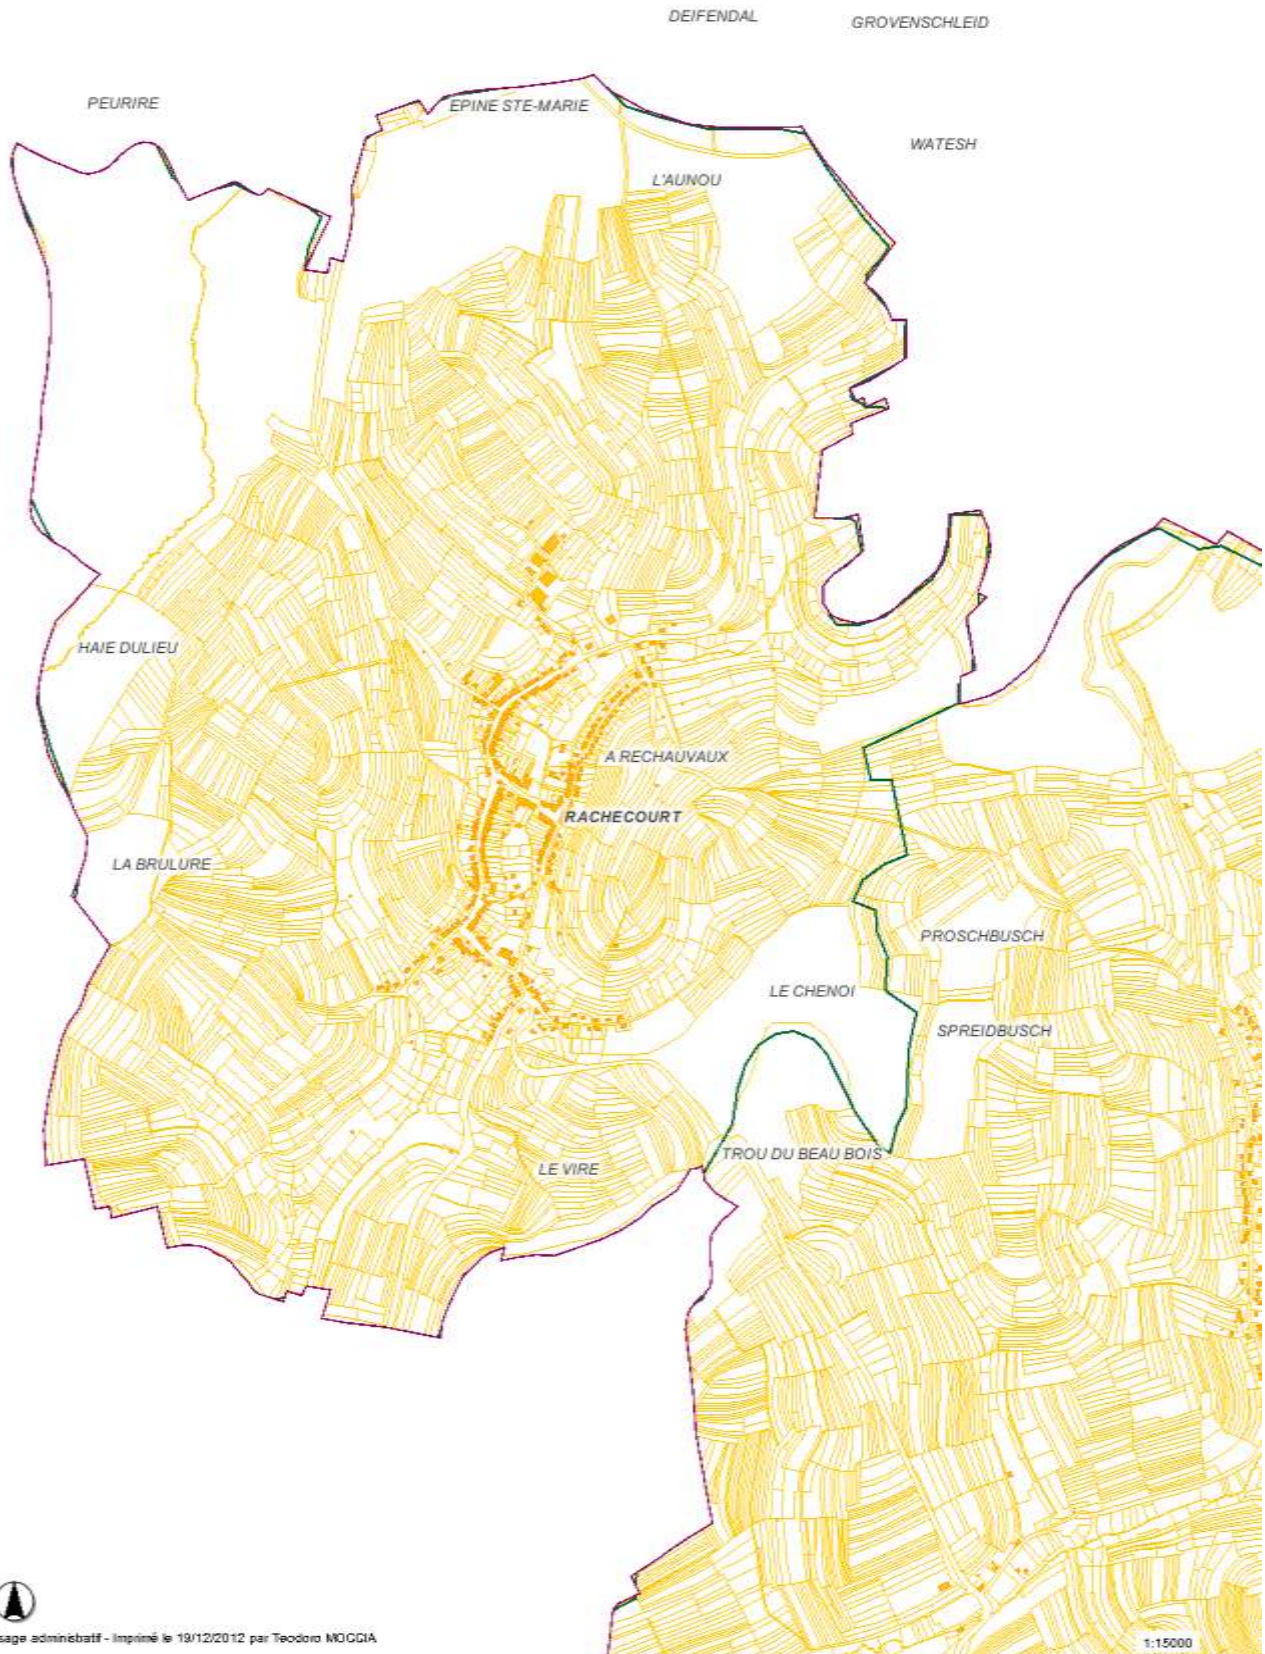 DEIFENDAL
GROVENSCHLEID
PEURIRE
EPINE STE-MARIE
WATESH
L'AUNOU
HAIE DULIEU
A RECHAUVAUX
RACHECOURT
LA BRULURE
PROSCHBUSCH
LE CHENOI
SPREIDBUSCH
TROU DU BEAU BOIS
LE VIRE
sage administratif - Imprimé le 19/12/2012 par Teodoro MOGGIA
1:15000